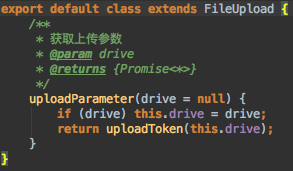 export default class extends FileUpload {
    /**
     * 获取上传参数
     * @param drive
     * @returns {Promise<*>}
     */
    uploadParameter(drive = null) {
        if (drive) this.drive = drive;
        return uploadToken(this.drive);
    }
}